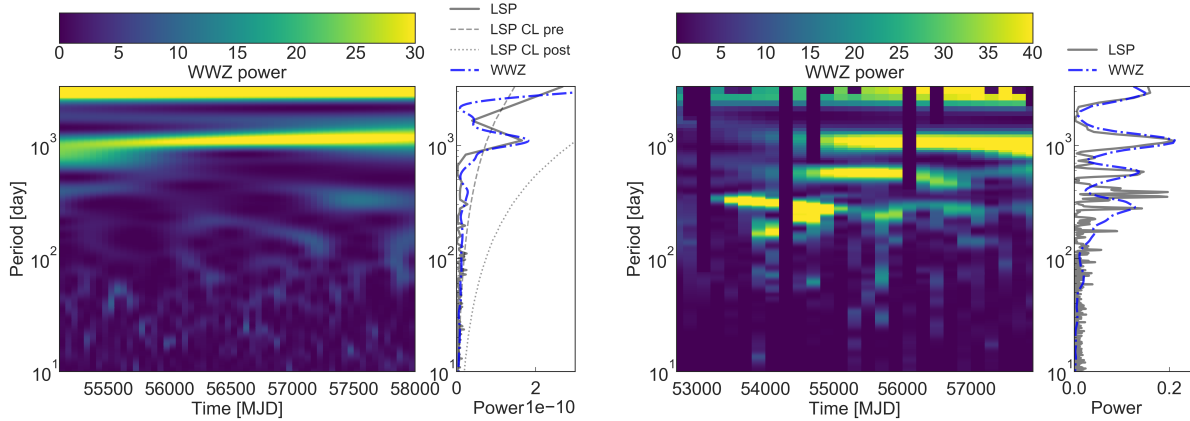 LSP
LSP CL pre
LSP CL post
WWZ
0 5 10 15 20 25 30
WWZ power
Period [day]
10³
10²
10¹
55500 56000 56500 57000 57500 58000
Time [MJD]
0 2
Power 1e−10
0 5 10 15 20 25 30 35 40
WWZ power
LSP
WWZ
Period [day]
10³
10²
10¹
53000 54000 55000 56000 57000
Time [MJD]
0.0 0.2
Power